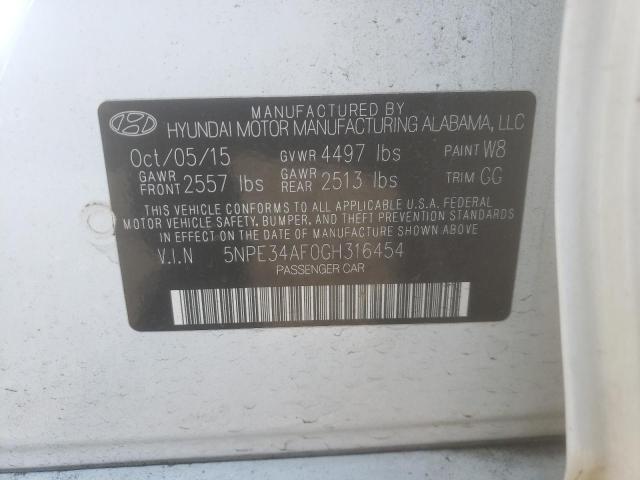 MANUFACTURED BY
HYUNDAI MOTOR MANUFACTURING ALABAMA, LLC
Oct/05/15 GVWR 4497 lbs PAINT W8
GAWR FRONT 2557 lbs GAWR REAR 2513 lbs TRIM GG
THIS VEHICLE CONFORMS TO ALL APPLICABLE U.S.A. FEDERAL
MOTOR VEHICLE SAFETY, BUMPER, AND THEFT PREVENTION STANDARDS
IN EFFECT ON THE DATE OF MANUFACTURE SHOWN ABOVE.
V.I.N 5NPE34AF0GH316454
PASSENGER CAR